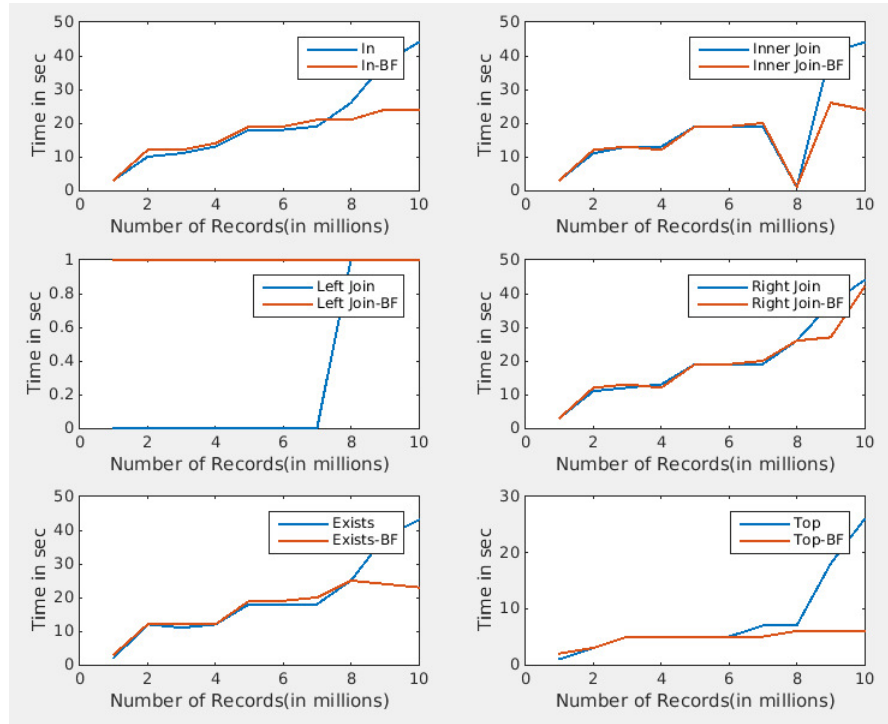 50
40
30
20
10
0
0 2 4 6 8 10
Time in sec
Number of Records(in millions)
In
In-BF
50
40
30
20
10
0
0 2 4 6 8 10
Time in sec
Number of Records(in millions)
Inner Join
Inner Join-BF
1
0.8
0.6
0.4
0.2
0
0 2 4 6 8 10
Time in sec
Number of Records(in millions)
Left Join
Left Join-BF
50
40
30
20
10
0
0 2 4 6 8 10
Time in sec
Number of Records(in millions)
Right Join
Right Join-BF
50
40
30
20
10
0
0 2 4 6 8 10
Time in sec
Number of Records(in millions)
Exists
Exists-BF
30
20
10
0
0 2 4 6 8 10
Time in sec
Number of Records(in millions)
Top
Top-BF